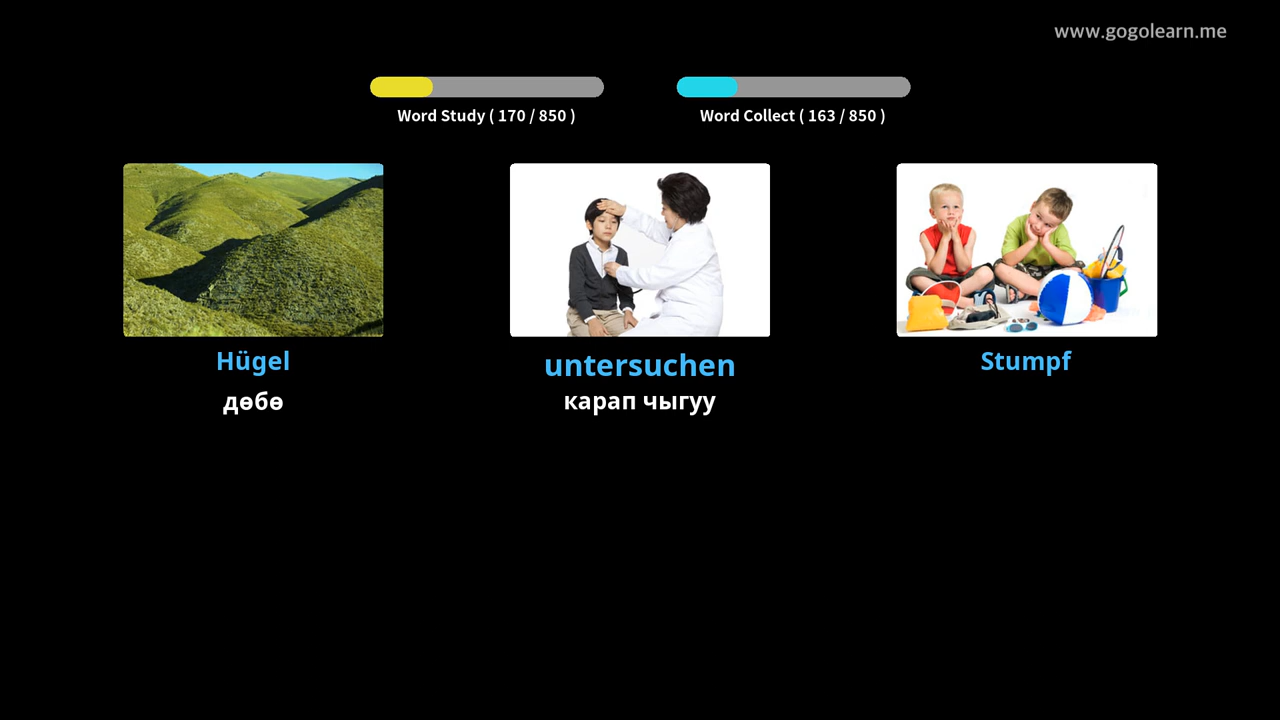 www.gogolearn.me
Word Study ( 170 / 850 )
Word Collect ( 163 / 850 )
Hügel
untersuchen
Stumpf
дөбө
карап чыгуу